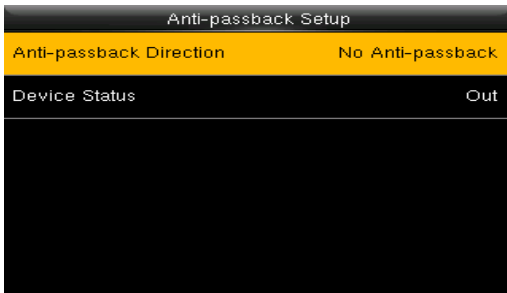 Anti-passback Setup
Anti-passback Direction No Anti-passback
Device Status Out